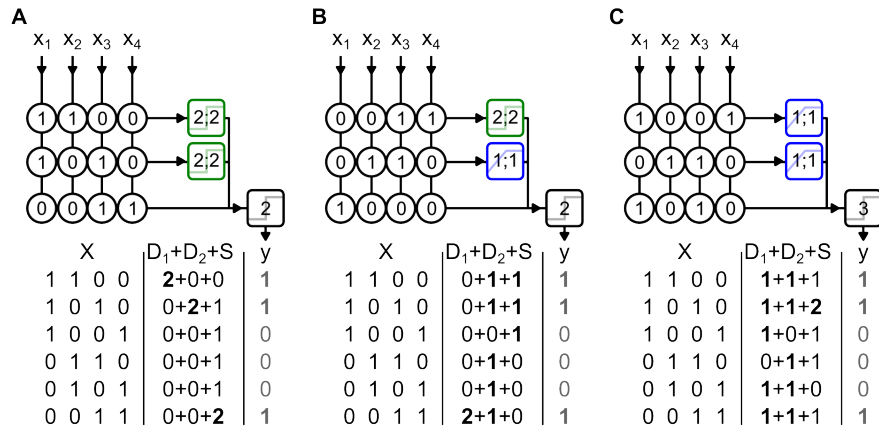 A B C
x1 x2 x3 x4 x1 x2 x3 x4 x1 x2 x3 x4
1 1 0 0 2;2 0 0 1 1 2;2 1 0 0 1 1;1
1 0 1 0 2;2 0 1 1 0 1;1 0 1 1 0 1;1
0 0 1 1 2 1 0 0 0 2 1 0 1 0 3
X D1+D2+S y X D1+D2+S y X D1+D2+S y
1 1 0 0 2+0+0 1 1 1 0 0 0+1+1 1 1 1 0 0 1+1+1 1
1 0 1 0 0+2+1 1 1 0 1 0 0+1+1 1 1 0 1 0 1+1+2 1
1 0 0 1 0+0+1 0 1 0 0 1 0+0+1 0 1 0 0 1 1+0+1 0
0 1 1 0 0+0+1 0 0 1 1 0 0+1+0 0 0 1 1 0 0+1+1 0
0 1 0 1 0+0+1 0 0 1 0 1 0+1+0 0 0 1 0 1 1+1+0 0
0 0 1 1 0+0+2 1 0 0 1 1 2+1+0 1 0 0 1 1 1+1+1 1